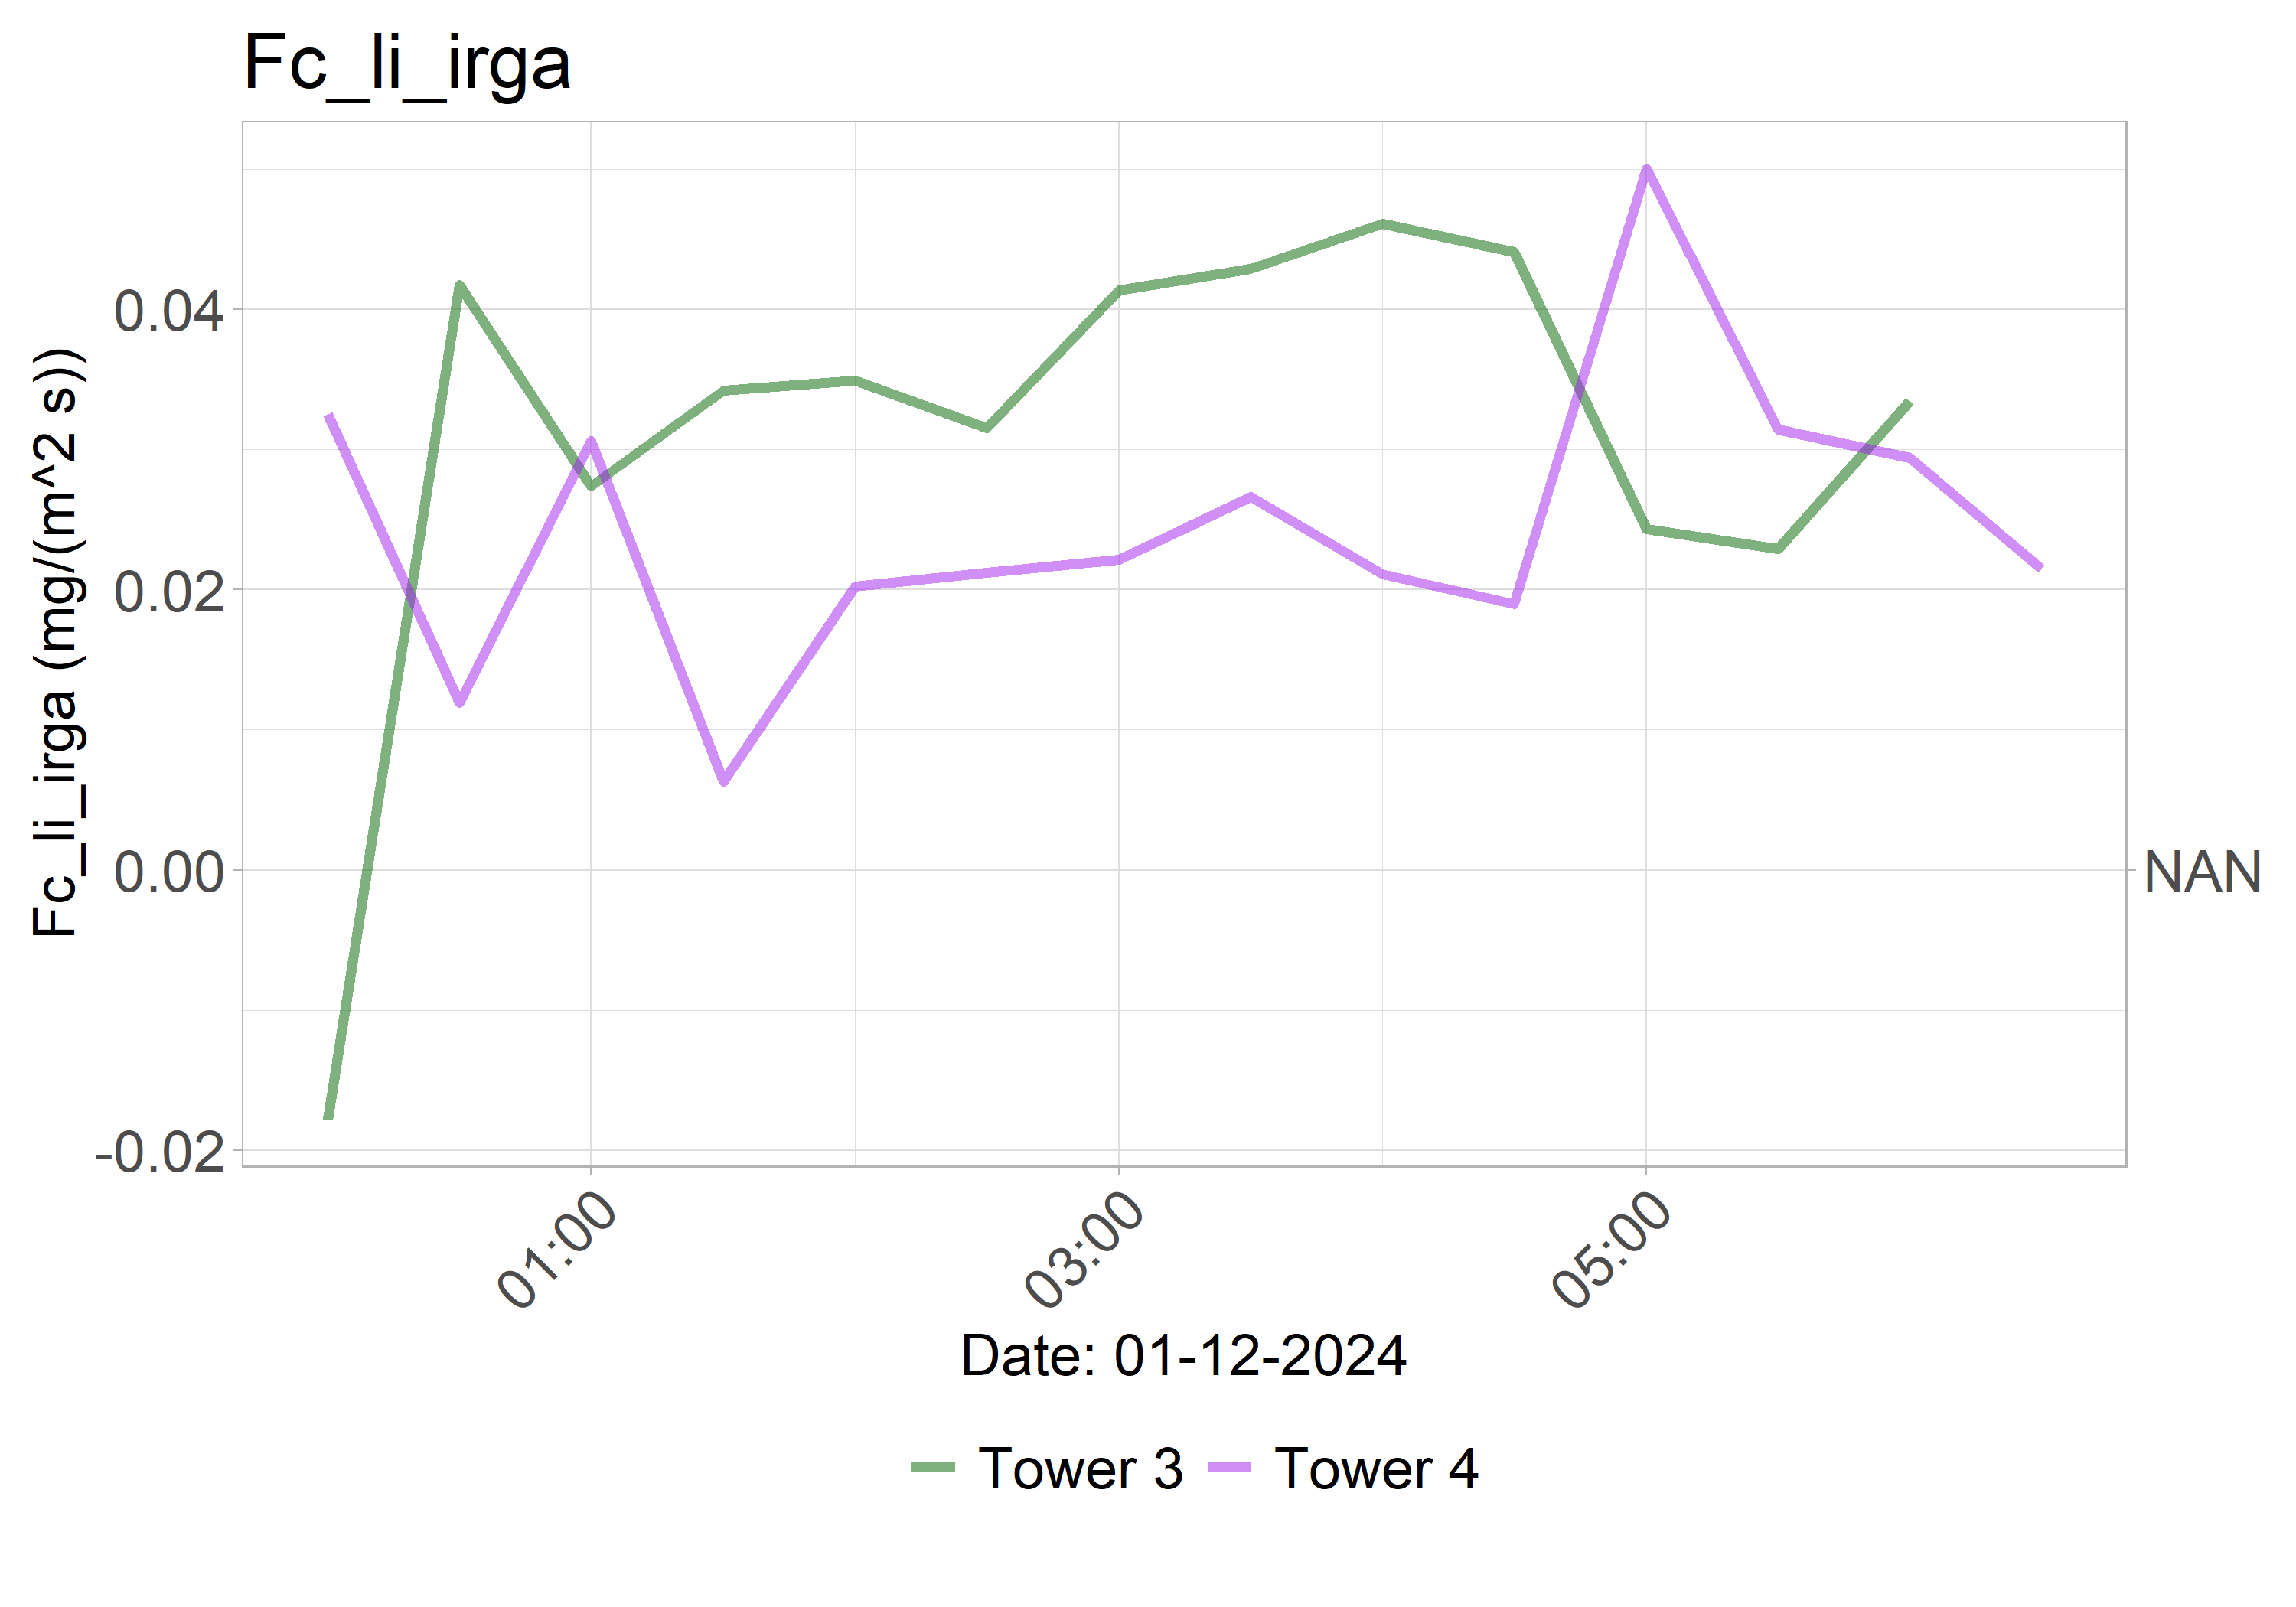 Fc_li_irga
Fc_li_irga (mg/(m^2 s))
0.04
0.02
0.00
-0.02
NAN
01:00
03:00
05:00
Date: 01-12-2024
Tower 3
Tower 4